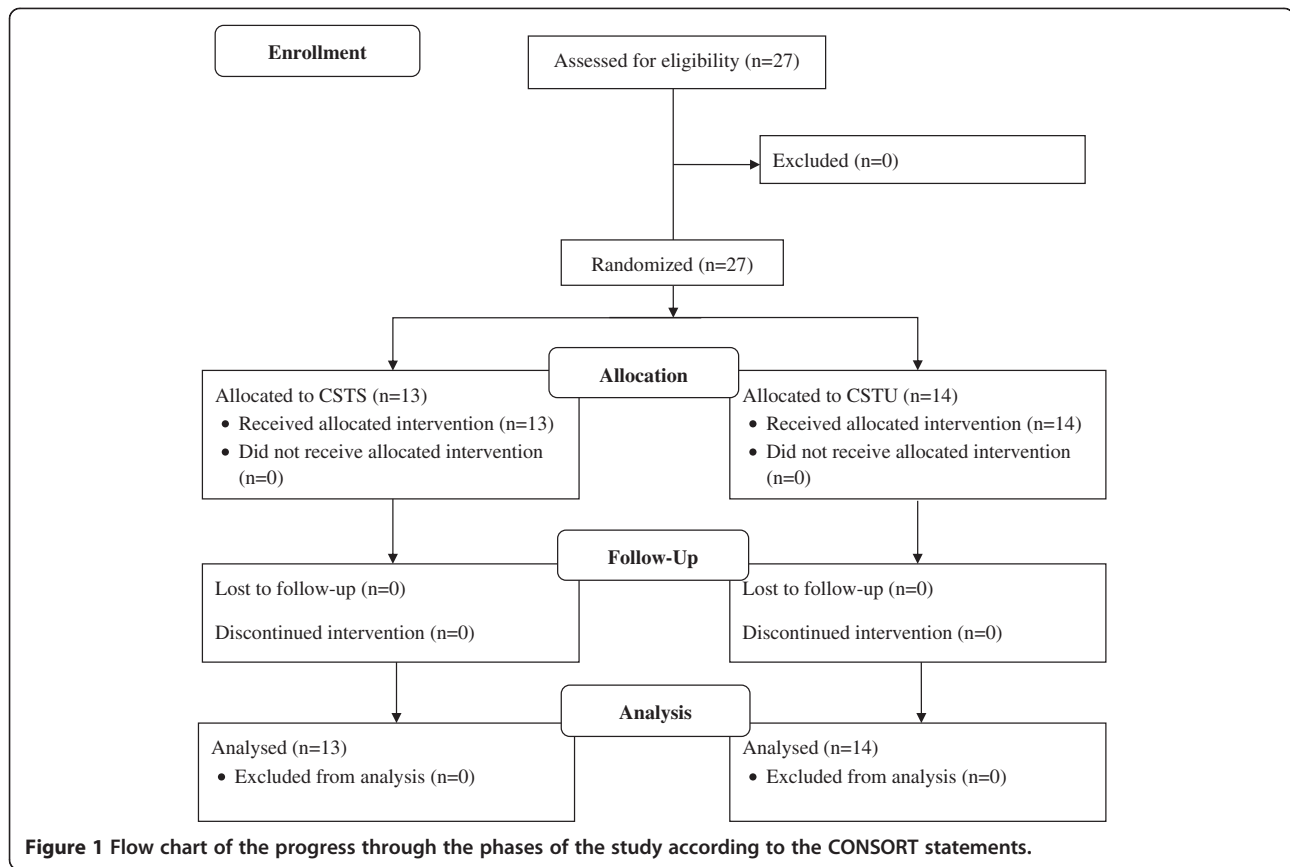 Enrollment
Assessed for eligibility (n=27)
Excluded (n=0)
Randomized (n=27)
Allocation
Allocated to CSTS (n=13)
• Received allocated intervention (n=13)
• Did not receive allocated intervention
(n=0)
Allocated to CSTU (n=14)
• Received allocated intervention (n=14)
• Did not receive allocated intervention
(n=0)
Follow-Up
Lost to follow-up (n=0)
Discontinued intervention (n=0)
Lost to follow-up (n=0)
Discontinued intervention (n=0)
Analysis
Analysed (n=13)
• Excluded from analysis (n=0)
Analysed (n=14)
• Excluded from analysis (n=0)
Figure 1 Flow chart of the progress through the phases of the study according to the CONSORT statements.